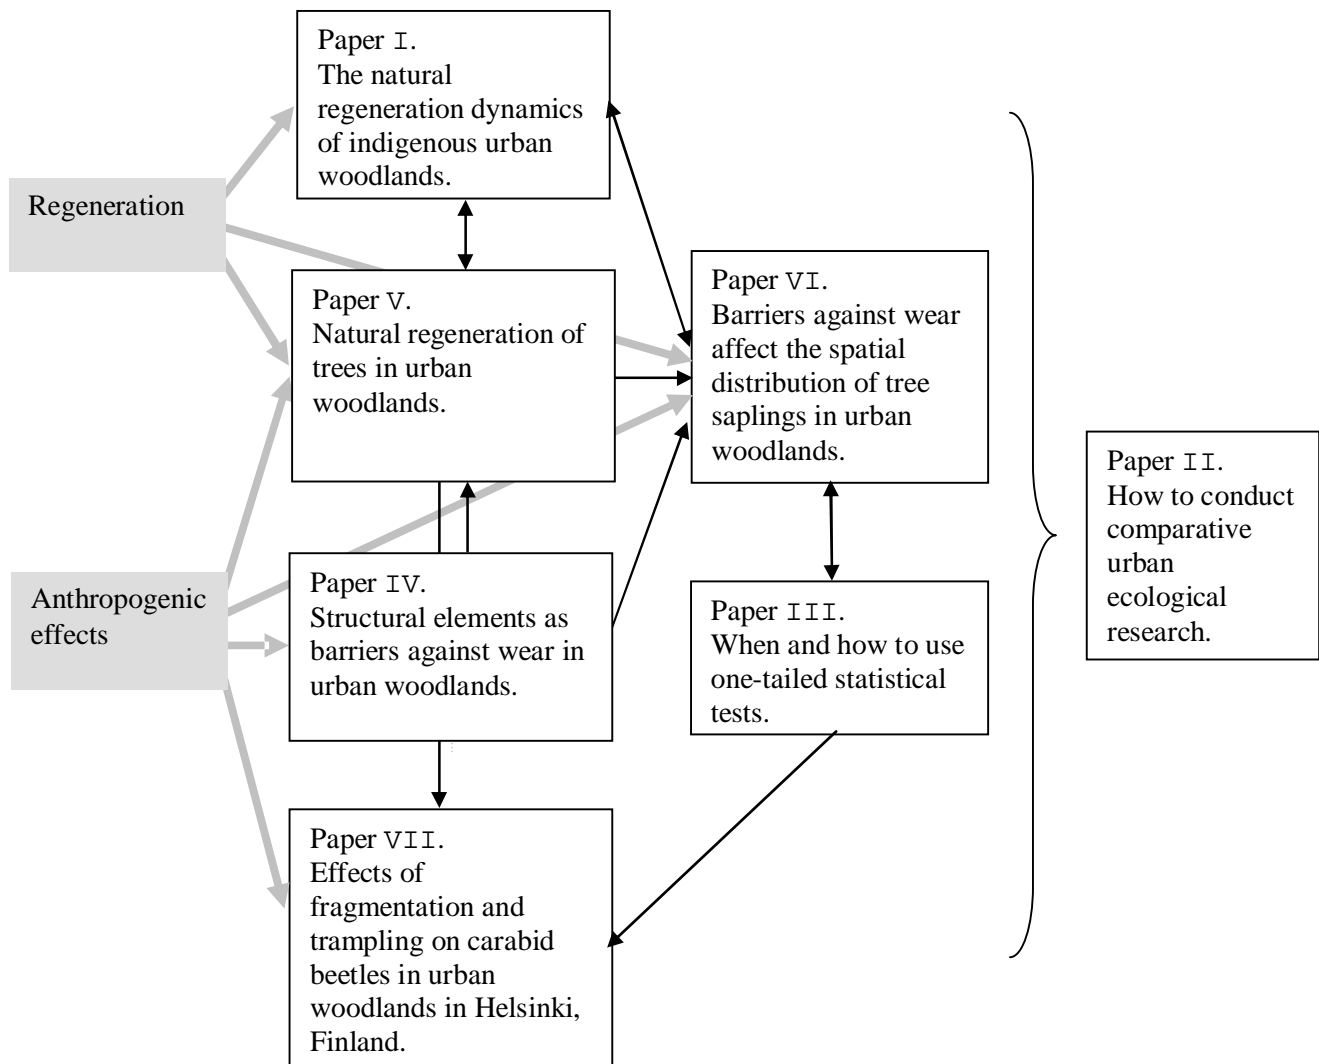 Paper I.
The natural
regeneration dynamics
of indigenous urban
woodlands.
Regeneration
Paper V.
Natural regeneration of
trees in urban
woodlands.
Paper VI.
Barriers against wear
affect the spatial
distribution of tree
saplings in urban
woodlands.
Paper II.
How to conduct
comparative
urban
ecological
research.
Anthropogenic
effects
Paper IV.
Structural elements as
barriers against wear in
urban woodlands.
Paper III.
When and how to use
one-tailed statistical
tests.
Paper VII.
Effects of
fragmentation and
trampling on carabid
beetles in urban
woodlands in Helsinki,
Finland.